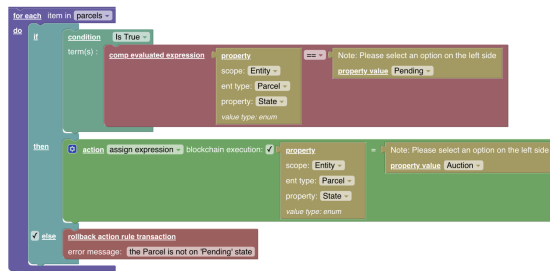 for each item in parcels
do if condition Is True
term(s) : comp evaluated expression property == Note: Please select an option on the left side
scope: Entity property value Pending
ent type: Parcel
property: State
value type: enum
then action assign expression blockchain execution: property = Note: Please select an option on the left side
scope: Entity property value Auction
ent type: Parcel
property: State
value type: enum
else rollback action rule transaction
error message: the Parcel is not on 'Pending' state